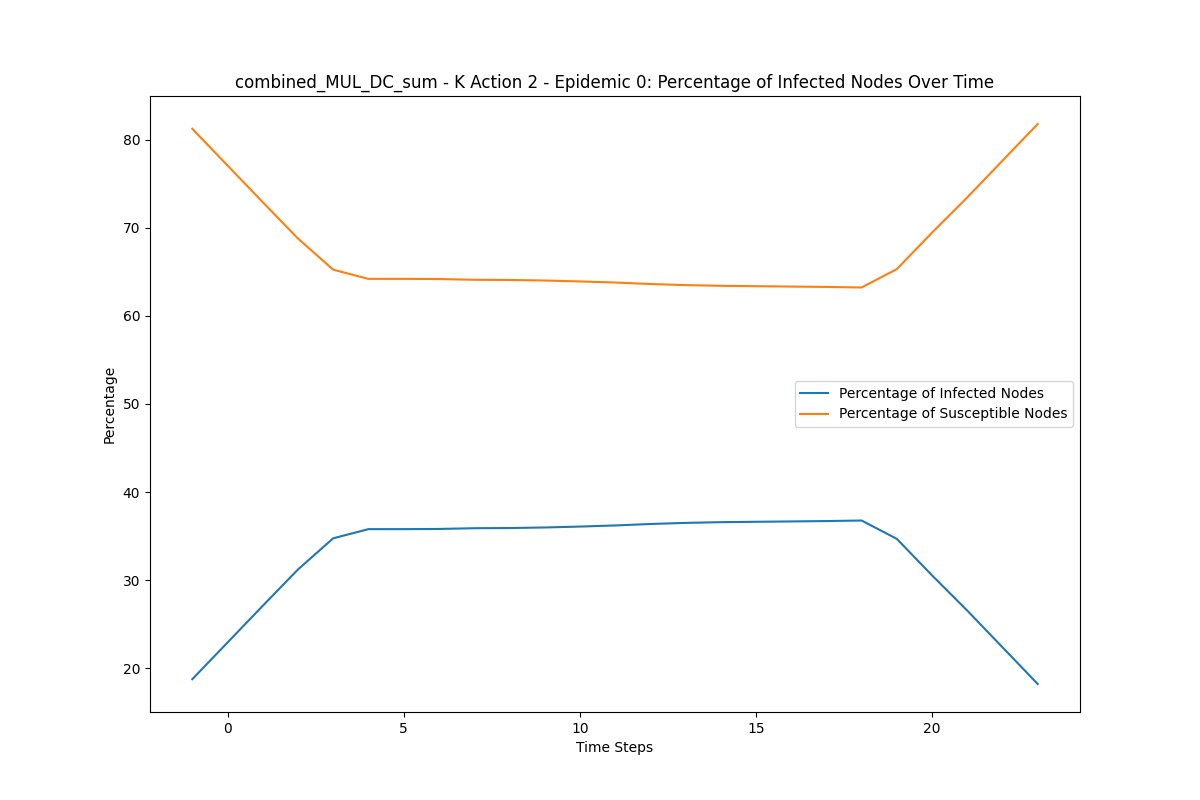 combined_MUL_DC_sum - K Action 2 - Epidemic 0: Percentage of Infected Nodes Over Time
80
70
60
50
40
30
20
Percentage
Percentage of Infected Nodes
Percentage of Susceptible Nodes
0 5 10 15 20
Time Steps